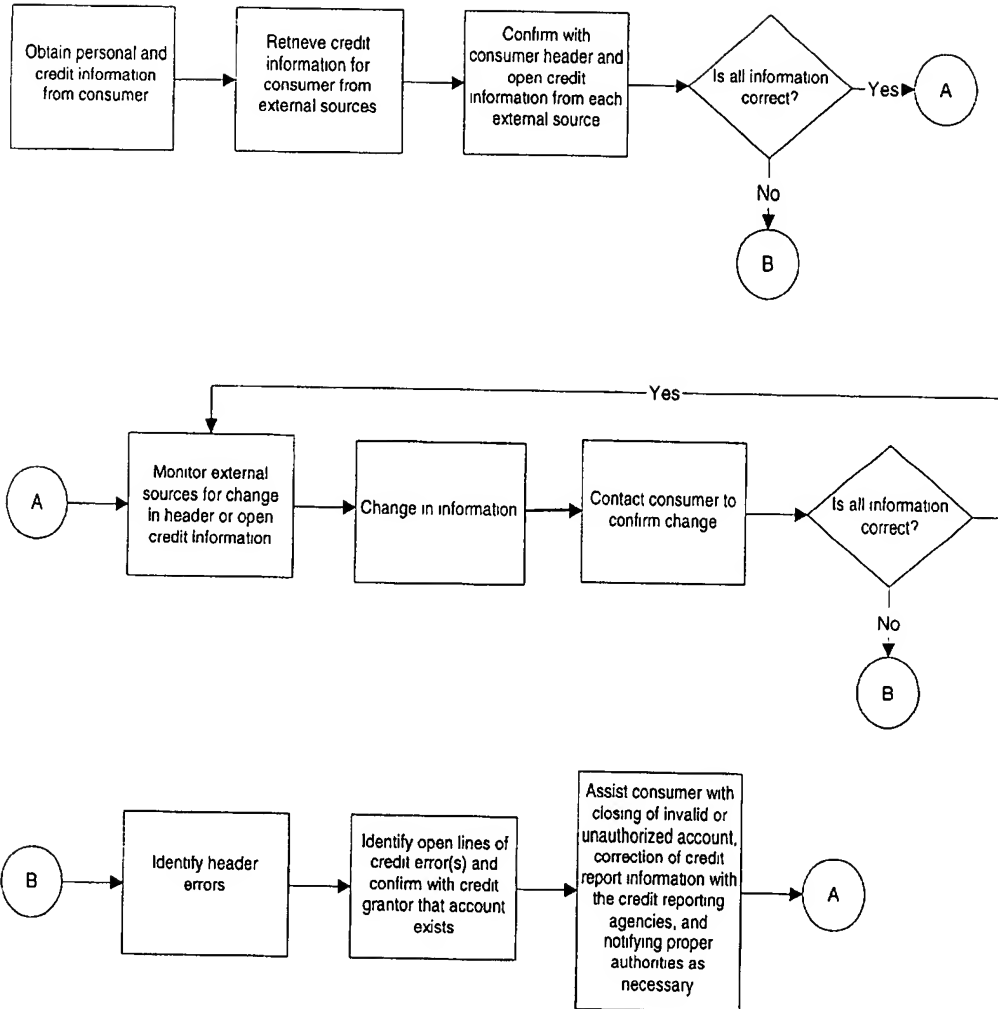 Obtain personal and
credit information
from consumer
Retrieve credit
information for
consumer from
external sources
Confirm with
consumer header and
open credit
information from each
external source
Is all information
correct?
Yes
A
No
B
Yes
A
Monitor external
sources for change
in header or open
credit information
Change in information
Contact consumer to
confirm change
Is all information
correct?
No
B
B
Identify header
errors
Identify open lines of
credit error(s) and
confirm with credit
grantor that account
exists
Assist consumer with
closing of invalid or
unauthorized account,
correction of credit
report information with
the credit reporting
agencies, and
notifying proper
authorities as
necessary
A